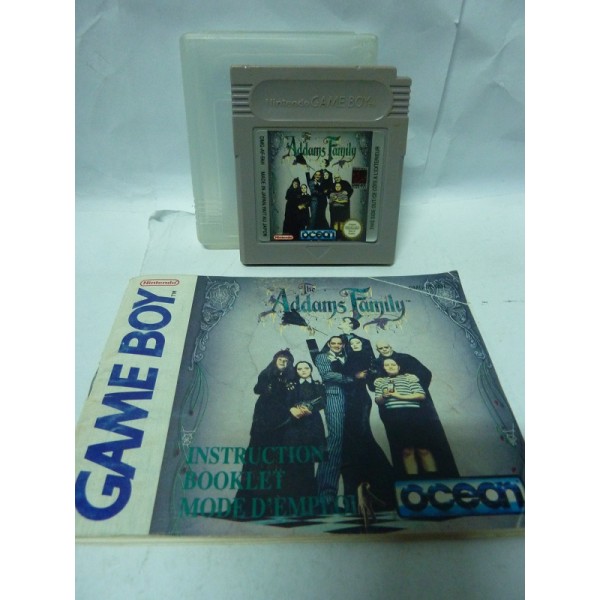 Nintendo GAME BOY
The
Addams Family
Nintendo
ocean
Nintendo
GAME BOY
TM
The
Addams Family
INSTRUCTION
BOOKLET
MODE D'EMPLOI
ocean